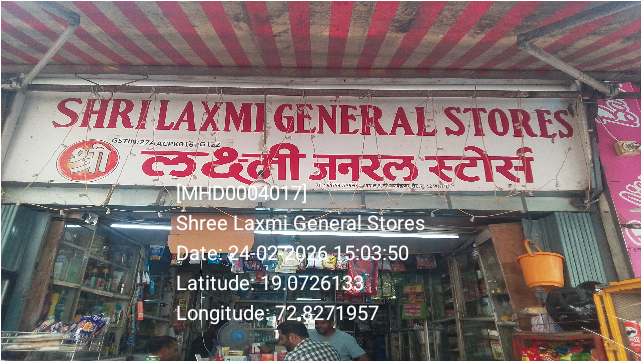 SHRI LAXMI GENERAL STORES
श्री लक्ष्मी जनरल स्टोर्स
[MHD0004017]
Shree Laxmi General Stores
Date: 24-02-2026 15:03:50
Latitude: 19.0726133
Longitude: 72.8271957